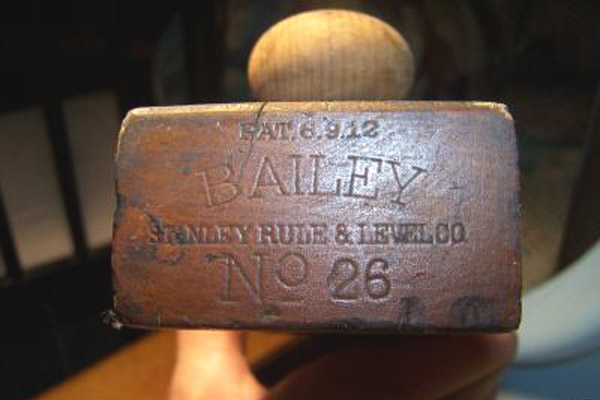 PAT. 6.9.12
BAILEY
STANLEY RULE & LEVEL CO.
No 26